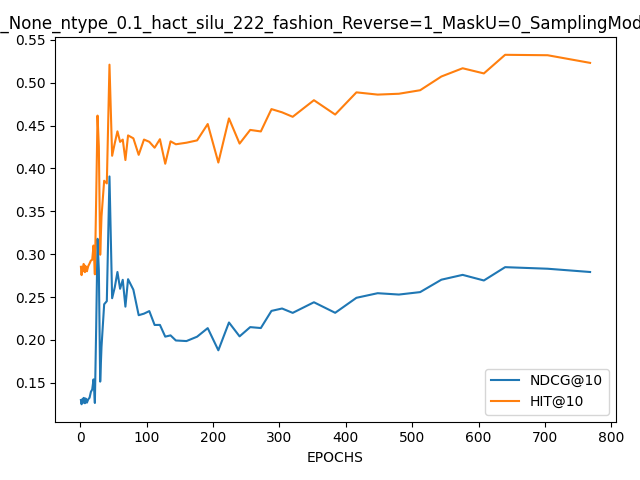 _None_ntype_0.1_hact_silu_222_fashion_Reverse=1_MaskU=0_SamplingMod
0.55
0.50
0.45
0.40
0.35
0.30
0.25
0.20
0.15
NDCG@10
HIT@10
0 100 200 300 400 500 600 700 800
EPOCHS